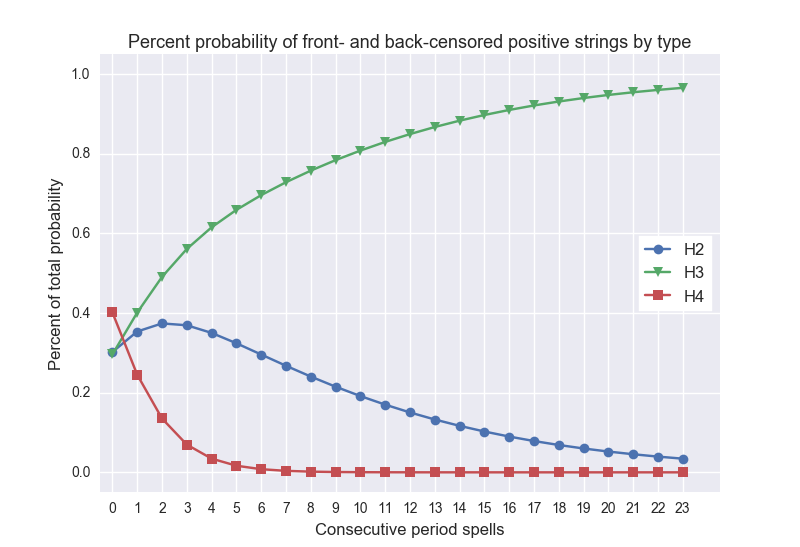 Percent probability of front- and back-censored positive strings by type
1.0
0.8
0.6
0.4
0.2
0.0
Percent of total probability
H2
H3
H4
0 1 2 3 4 5 6 7 8 9 10 11 12 13 14 15 16 17 18 19 20 21 22 23
Consecutive period spells